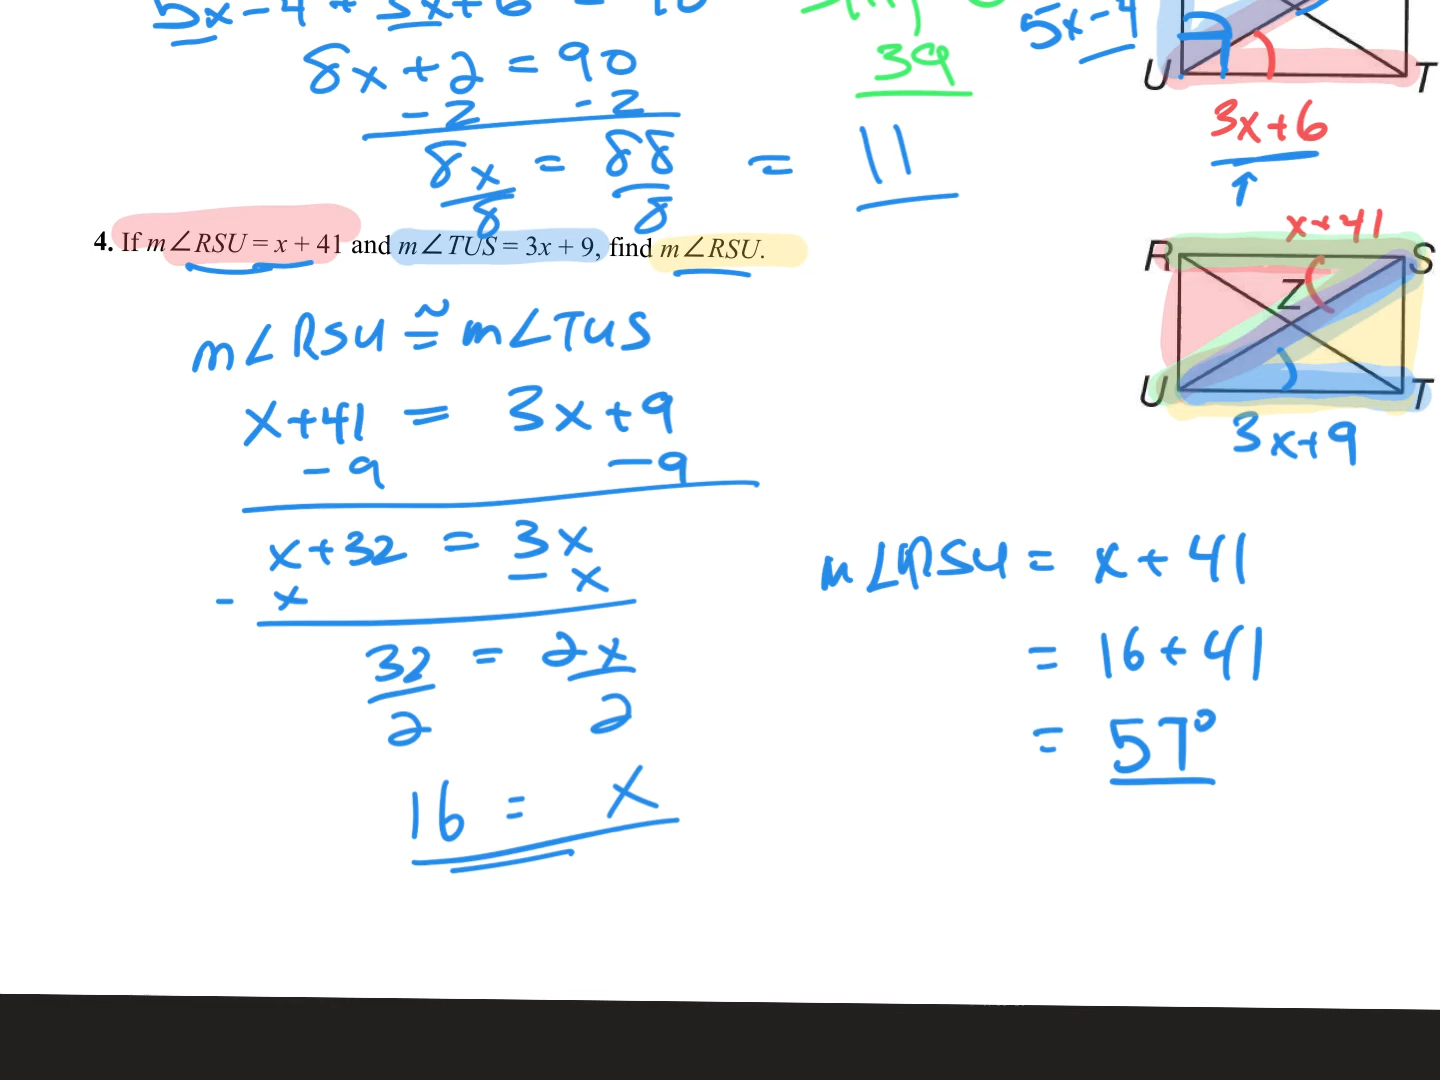 8x + 2 = 90
- 2 - 2
8x = 88 = 11
8 8
39
5x-4
U T
3x+6
4. If m∠RSU = x + 41 and m∠TUS = 3x + 9, find m∠RSU.
x+41
R S
Z
U T
3x+9
m∠RSU ≅ m∠TUS
x+41 = 3x+9
- 9 - 9
x+32 = 3x
- x - x
32 = 2x
2 2
16 = x
m∠RSU = x + 41
= 16 + 41
= 57°